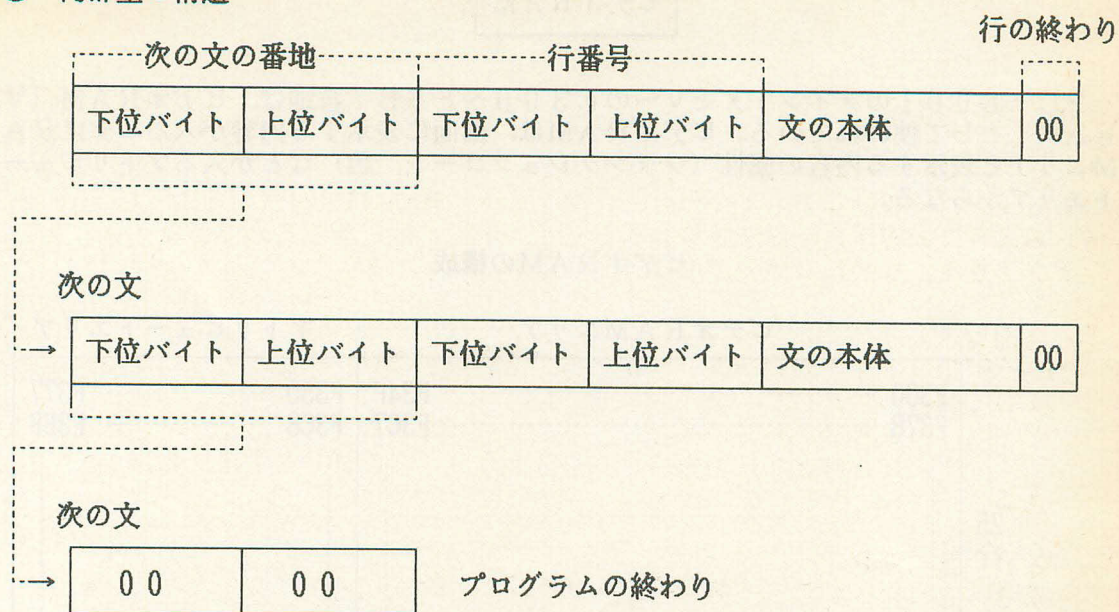 行の終わり
次の文の番地 行番号
下位バイト 上位バイト 下位バイト 上位バイト 文の本体 00
次の文
下位バイト 上位バイト 下位バイト 上位バイト 文の本体 00
次の文
00 00 プログラムの終わり